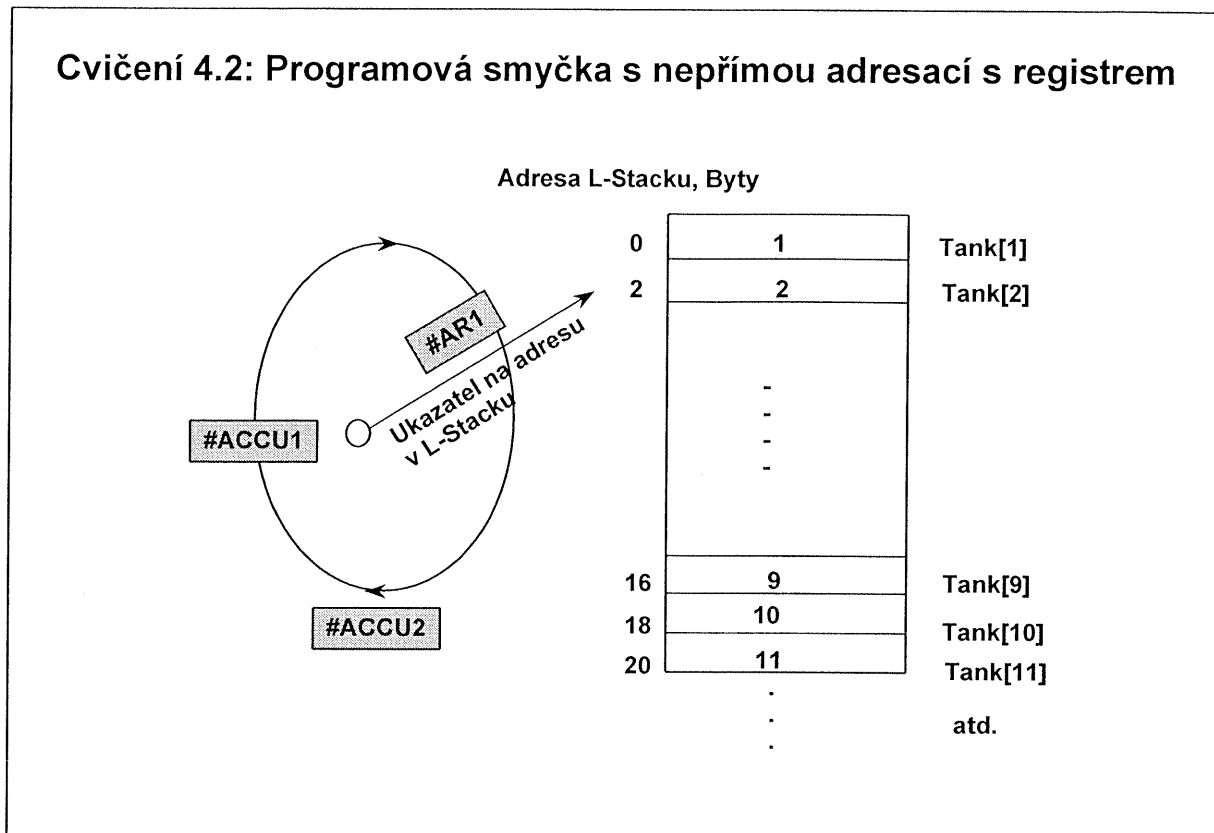 Cvičení 4.2: Programová smyčka s nepřímou adresací s registrem
Adresa L-Stacku, Byty
0 1 Tank[1]
2 2 Tank[2]
#AR1
Ukazatel na adresu
v L-Stacku
#ACCU1
-
-
-
-
16 9 Tank[9]
#ACCU2
18 10 Tank[10]
20 11 Tank[11]
.
.
.
atd.